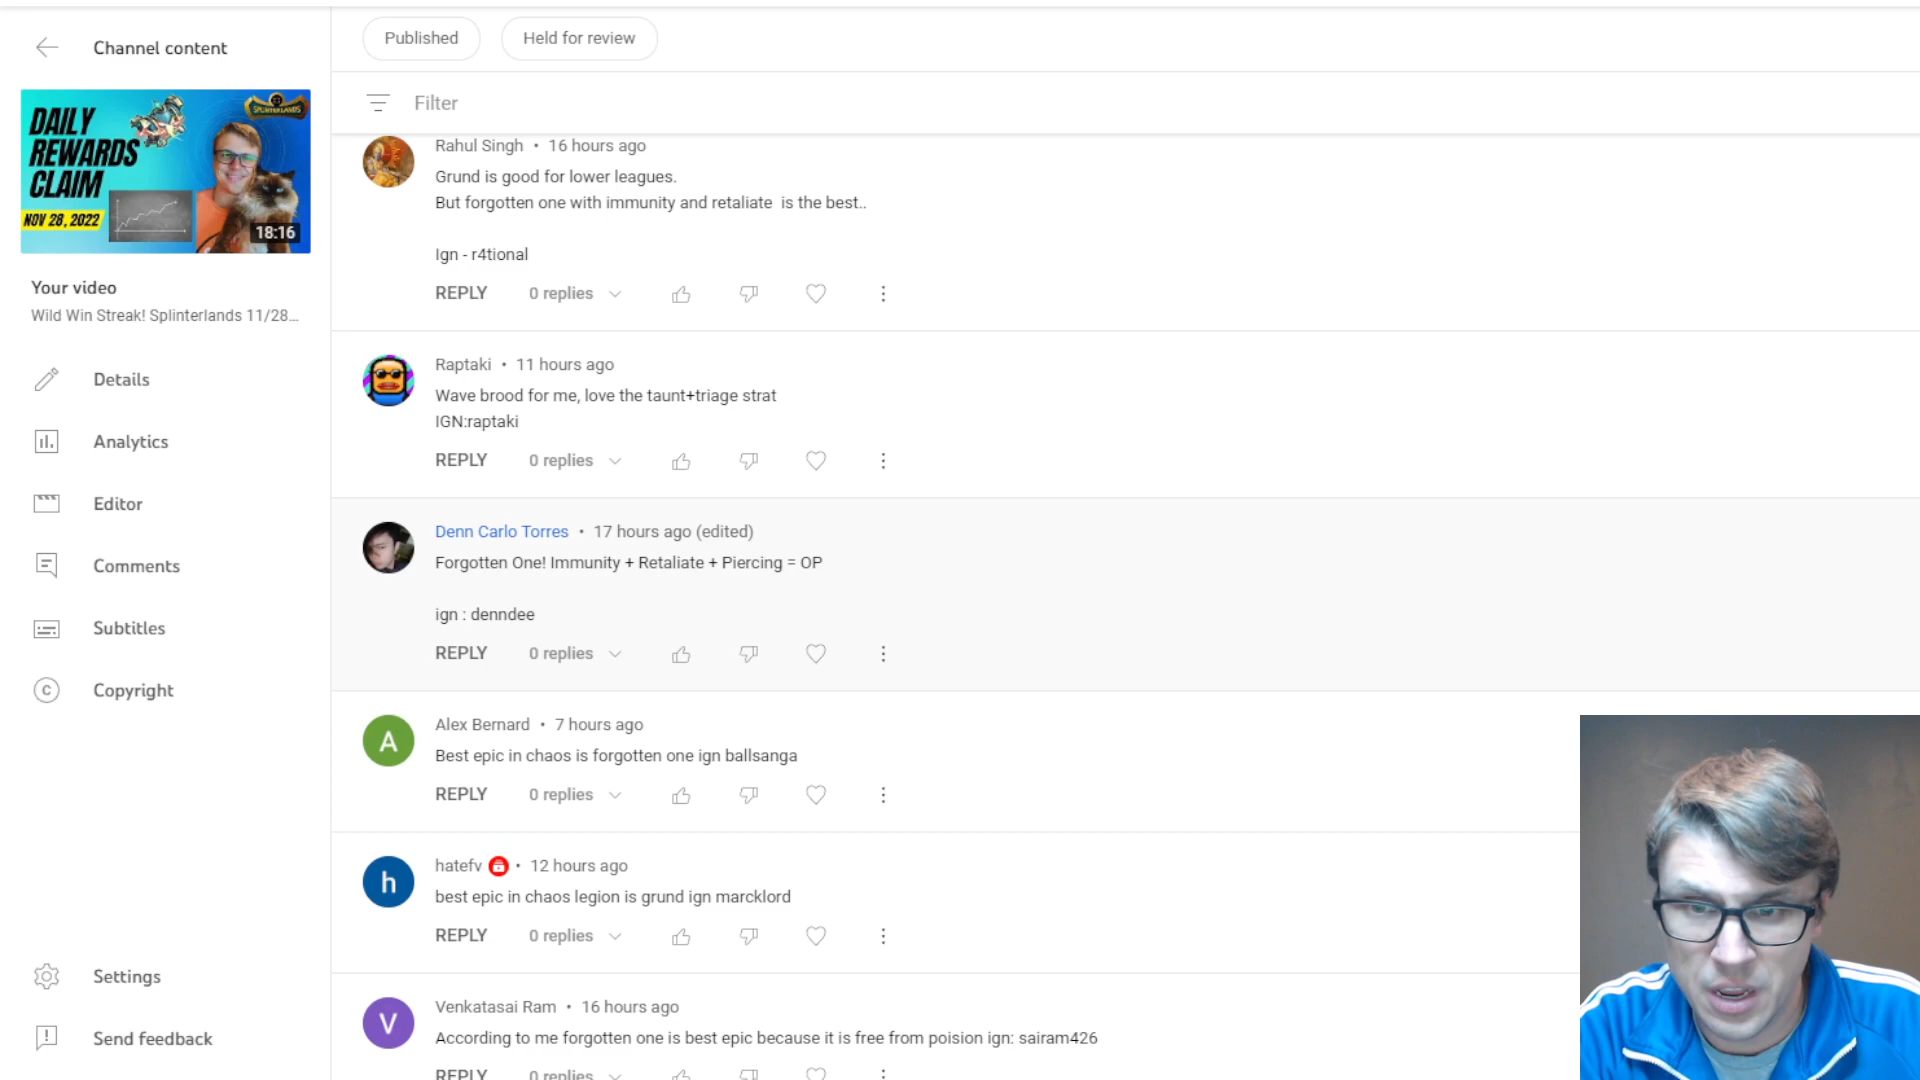 Channel content
Published
Held for review
Filter
DAILY
REWARDS
CLAIM
NOV 28, 2022
SPLINTERLANDS
18:16
Your video
Wild Win Streak! Splinterlands 11/28...
Details
Analytics
Editor
Comments
Subtitles
Copyright
Settings
Send feedback
Rahul Singh • 16 hours ago
Grund is good for lower leagues.
But forgotten one with immunity and retaliate  is the best..
Ign - r4tional
REPLY 0 replies
Raptaki • 11 hours ago
Wave brood for me, love the taunt+triage strat
IGN:raptaki
REPLY 0 replies
Denn Carlo Torres • 17 hours ago (edited)
Forgotten One! Immunity + Retaliate + Piercing = OP
ign : denndee
REPLY 0 replies
A
Alex Bernard • 7 hours ago
Best epic in chaos is forgotten one ign ballsanga
REPLY 0 replies
h
hatefv • 12 hours ago
best epic in chaos legion is grund ign marcklord
REPLY 0 replies
V
Venkatasai Ram • 16 hours ago
According to me forgotten one is best epic because it is free from poision ign: sairam426
REPLY 0 replies